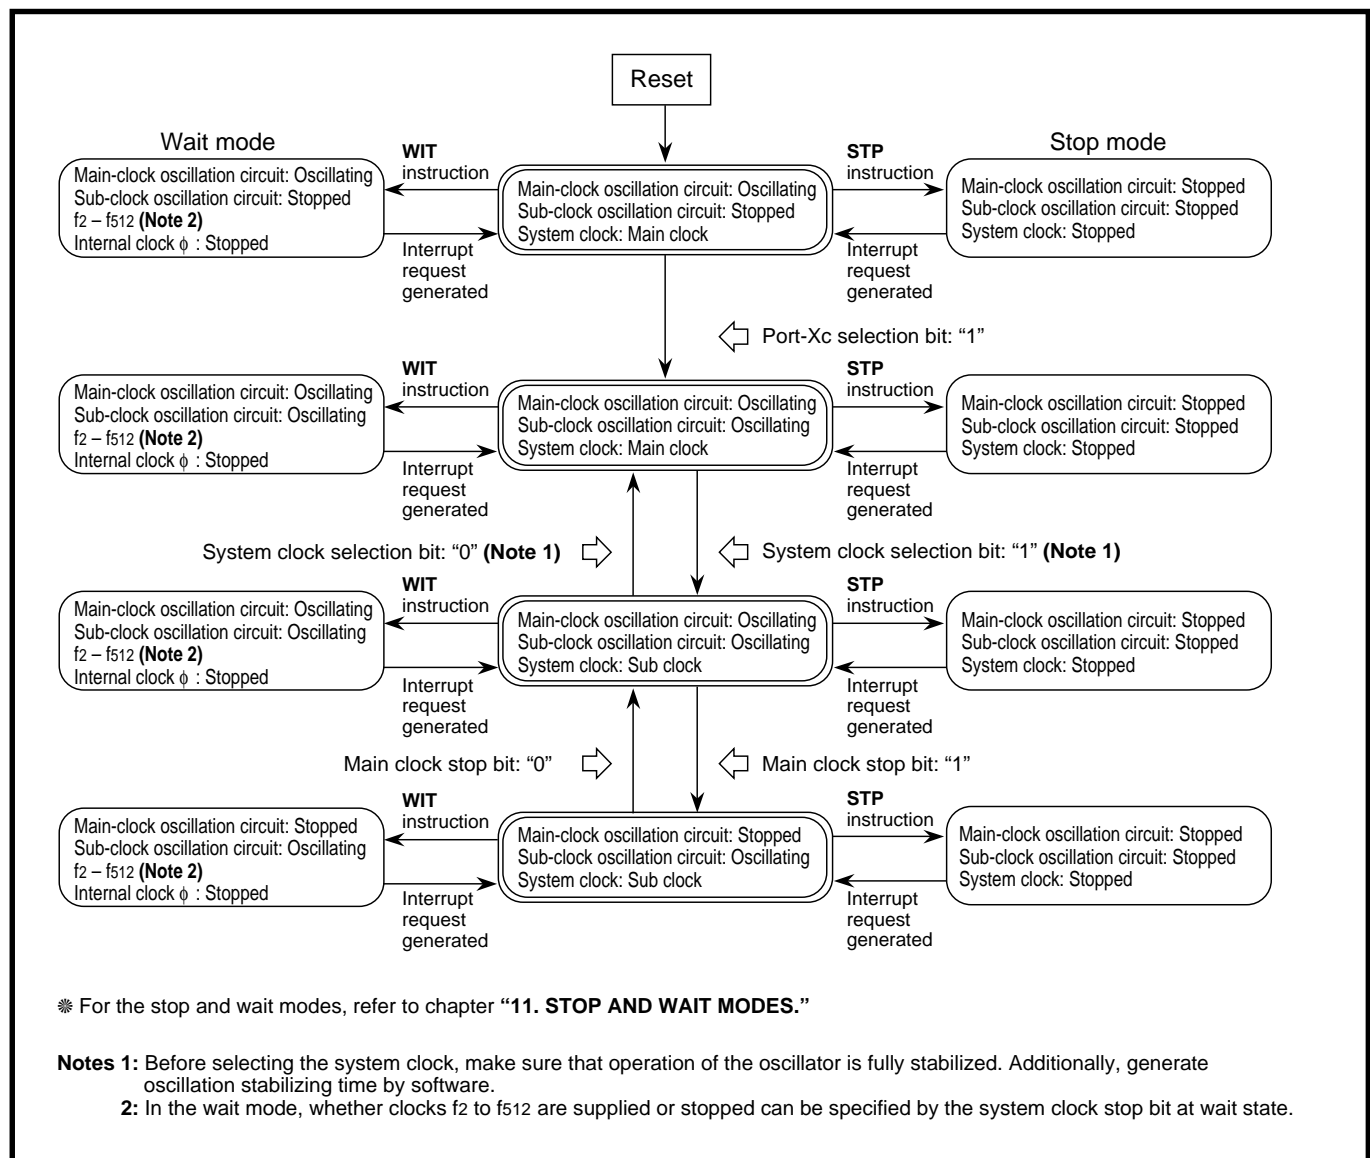 Reset
Wait mode
Stop mode
Main-clock oscillation circuit: Oscillating
Sub-clock oscillation circuit: Stopped
f2 – f512 (Note 2)
Internal clock ϕ : Stopped
WIT
instruction
Interrupt
request
generated
Main-clock oscillation circuit: Oscillating
Sub-clock oscillation circuit: Stopped
System clock: Main clock
STP
instruction
Interrupt
request
generated
Main-clock oscillation circuit: Stopped
Sub-clock oscillation circuit: Stopped
System clock: Stopped
Port-Xc selection bit: “1”
Main-clock oscillation circuit: Oscillating
Sub-clock oscillation circuit: Oscillating
f2 – f512 (Note 2)
Internal clock ϕ : Stopped
WIT
instruction
Interrupt
request
generated
Main-clock oscillation circuit: Oscillating
Sub-clock oscillation circuit: Oscillating
System clock: Main clock
STP
instruction
Interrupt
request
generated
Main-clock oscillation circuit: Stopped
Sub-clock oscillation circuit: Stopped
System clock: Stopped
System clock selection bit: “0” (Note 1)
System clock selection bit: “1” (Note 1)
Main-clock oscillation circuit: Oscillating
Sub-clock oscillation circuit: Oscillating
f2 – f512 (Note 2)
Internal clock ϕ : Stopped
WIT
instruction
Interrupt
request
generated
Main-clock oscillation circuit: Oscillating
Sub-clock oscillation circuit: Oscillating
System clock: Sub clock
STP
instruction
Interrupt
request
generated
Main-clock oscillation circuit: Stopped
Sub-clock oscillation circuit: Stopped
System clock: Stopped
Main clock stop bit: “0”
Main clock stop bit: “1”
Main-clock oscillation circuit: Stopped
Sub-clock oscillation circuit: Oscillating
f2 – f512 (Note 2)
Internal clock ϕ : Stopped
WIT
instruction
Interrupt
request
generated
Main-clock oscillation circuit: Stopped
Sub-clock oscillation circuit: Oscillating
System clock: Sub clock
STP
instruction
Interrupt
request
generated
Main-clock oscillation circuit: Stopped
Sub-clock oscillation circuit: Stopped
System clock: Stopped
❋ For the stop and wait modes, refer to chapter “11. STOP AND WAIT MODES.”
Notes 1: Before selecting the system clock, make sure that operation of the oscillator is fully stabilized. Additionally, generate
oscillation stabilizing time by software.
2: In the wait mode, whether clocks f2 to f512 are supplied or stopped can be specified by the system clock stop bit at wait state.